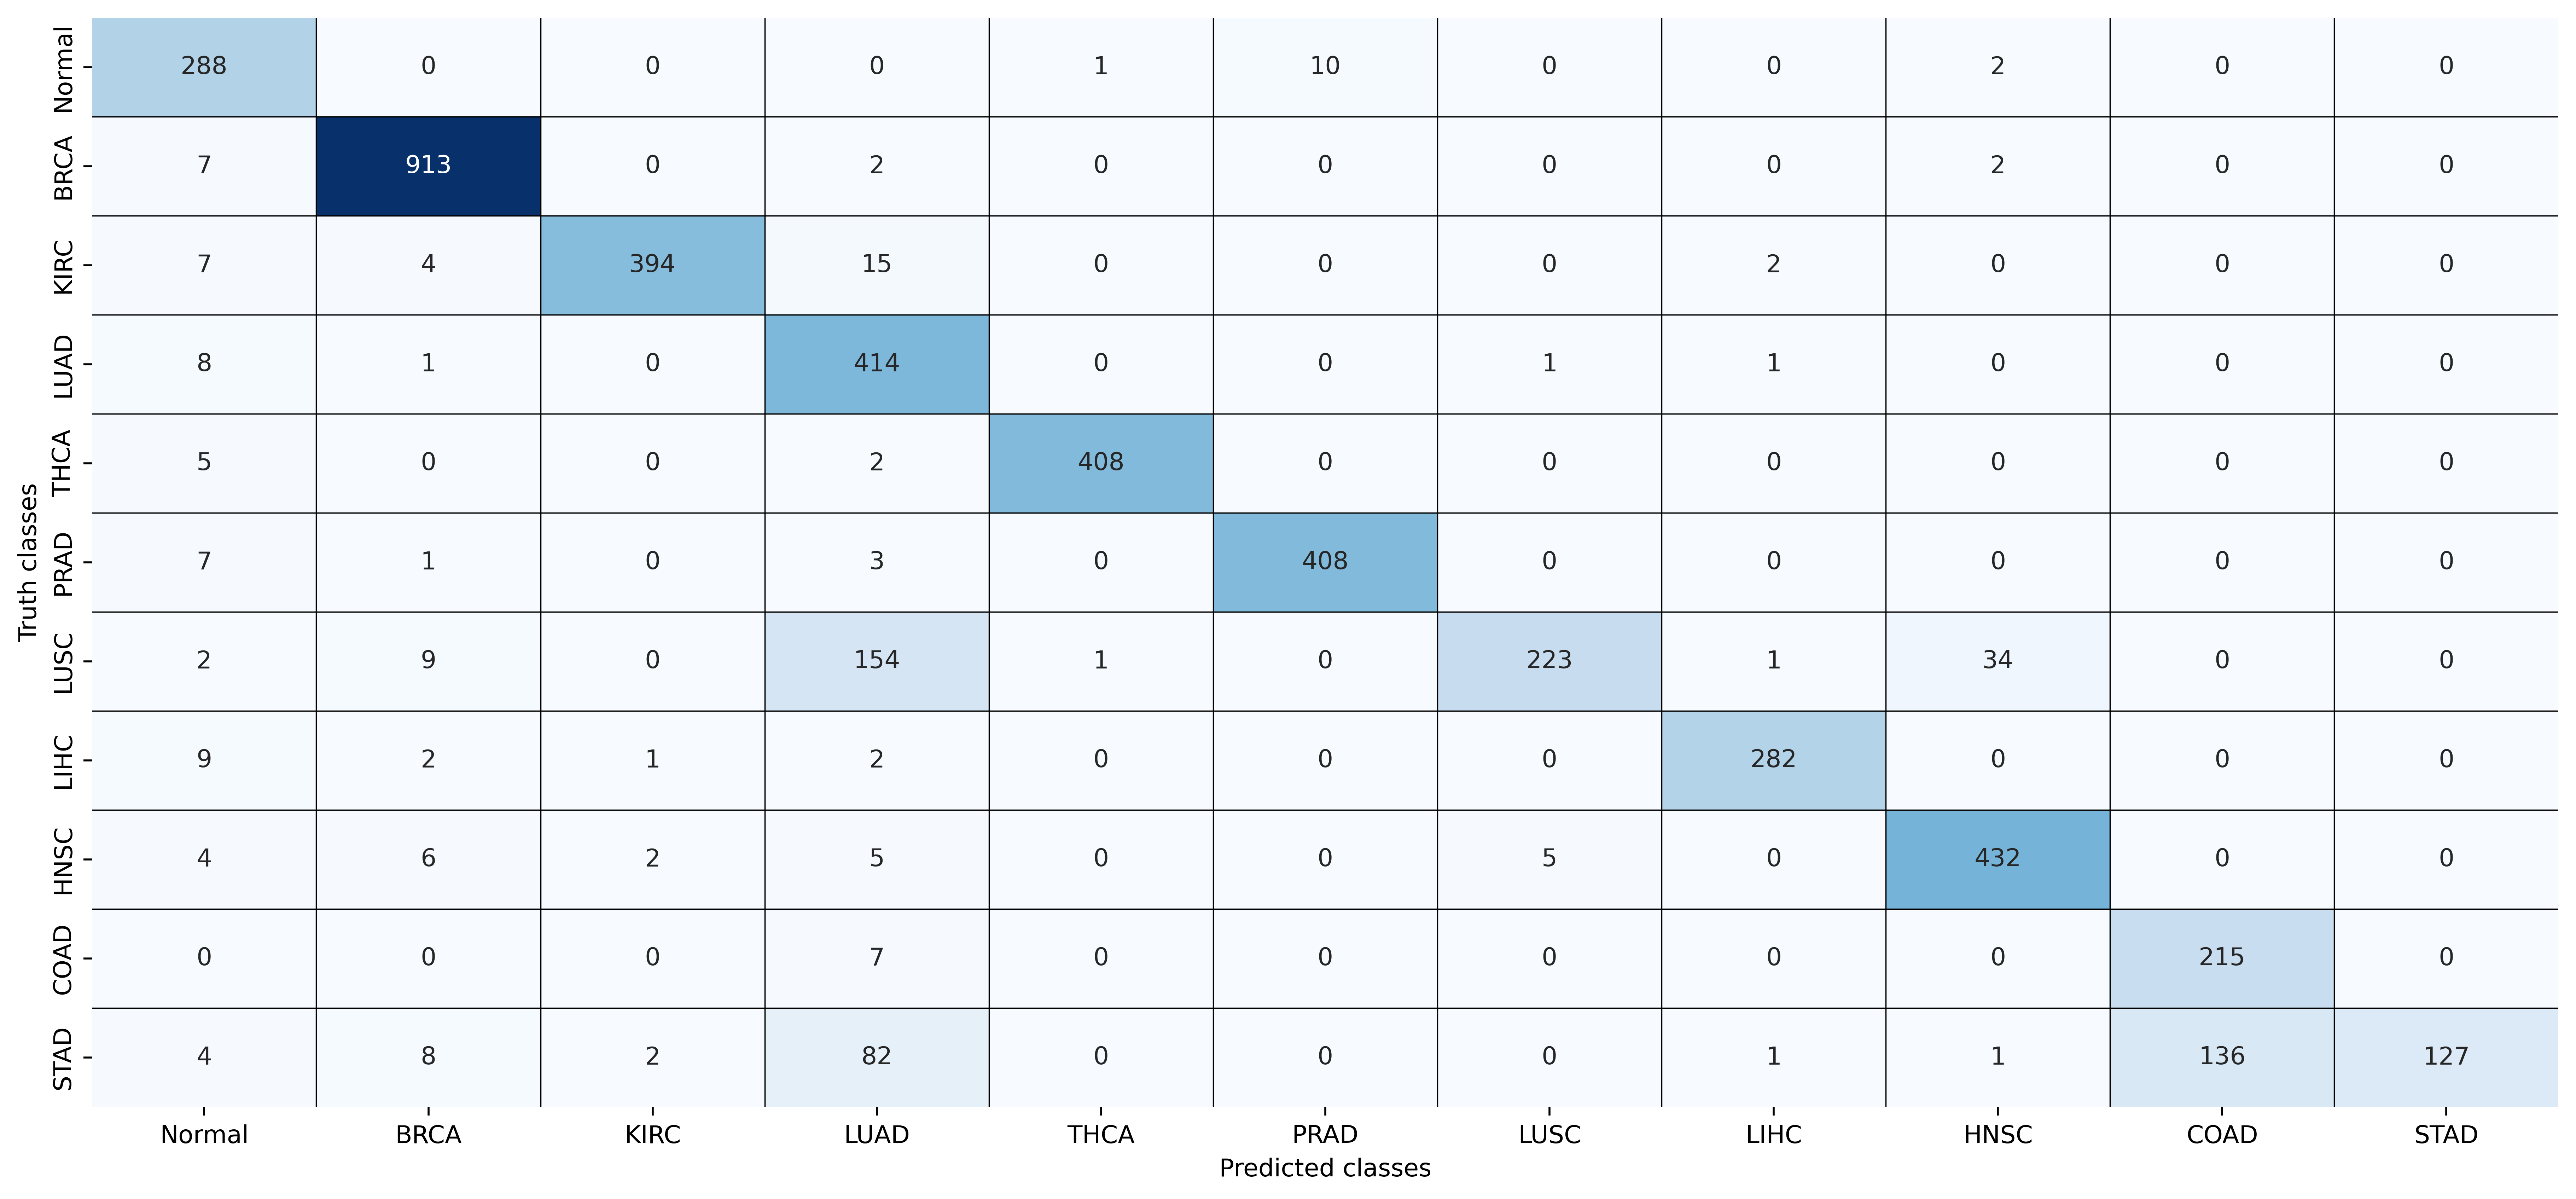 Truth classes
Normal 288 0 0 0 1 10 0 0 2 0 0
BRCA 7 913 0 2 0 0 0 0 2 0 0
KIRC 7 4 394 15 0 0 0 2 0 0 0
LUAD 8 1 0 414 0 0 1 1 0 0 0
THCA 5 0 0 2 408 0 0 0 0 0 0
PRAD 7 1 0 3 0 408 0 0 0 0 0
LUSC 2 9 0 154 1 0 223 1 34 0 0
LIHC 9 2 1 2 0 0 0 282 0 0 0
HNSC 4 6 2 5 0 0 5 0 432 0 0
COAD 0 0 0 7 0 0 0 0 0 215 0
STAD 4 8 2 82 0 0 0 1 1 136 127
Normal BRCA KIRC LUAD THCA PRAD LUSC LIHC HNSC COAD STAD
Predicted classes